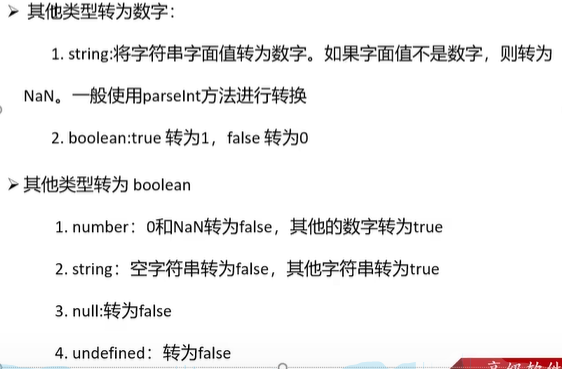 ➢ 其他类型转为数字：
1. string:将字符串字面值转为数字。如果字面值不是数字，则转为
NaN。一般使用parseInt方法进行转换
2. boolean:true 转为1，false 转为0
➢ 其他类型转为 boolean
1. number：0和NaN转为false，其他的数字转为true
2. string：空字符串转为false，其他字符串转为true
3. null:转为false
4. undefined：转为false